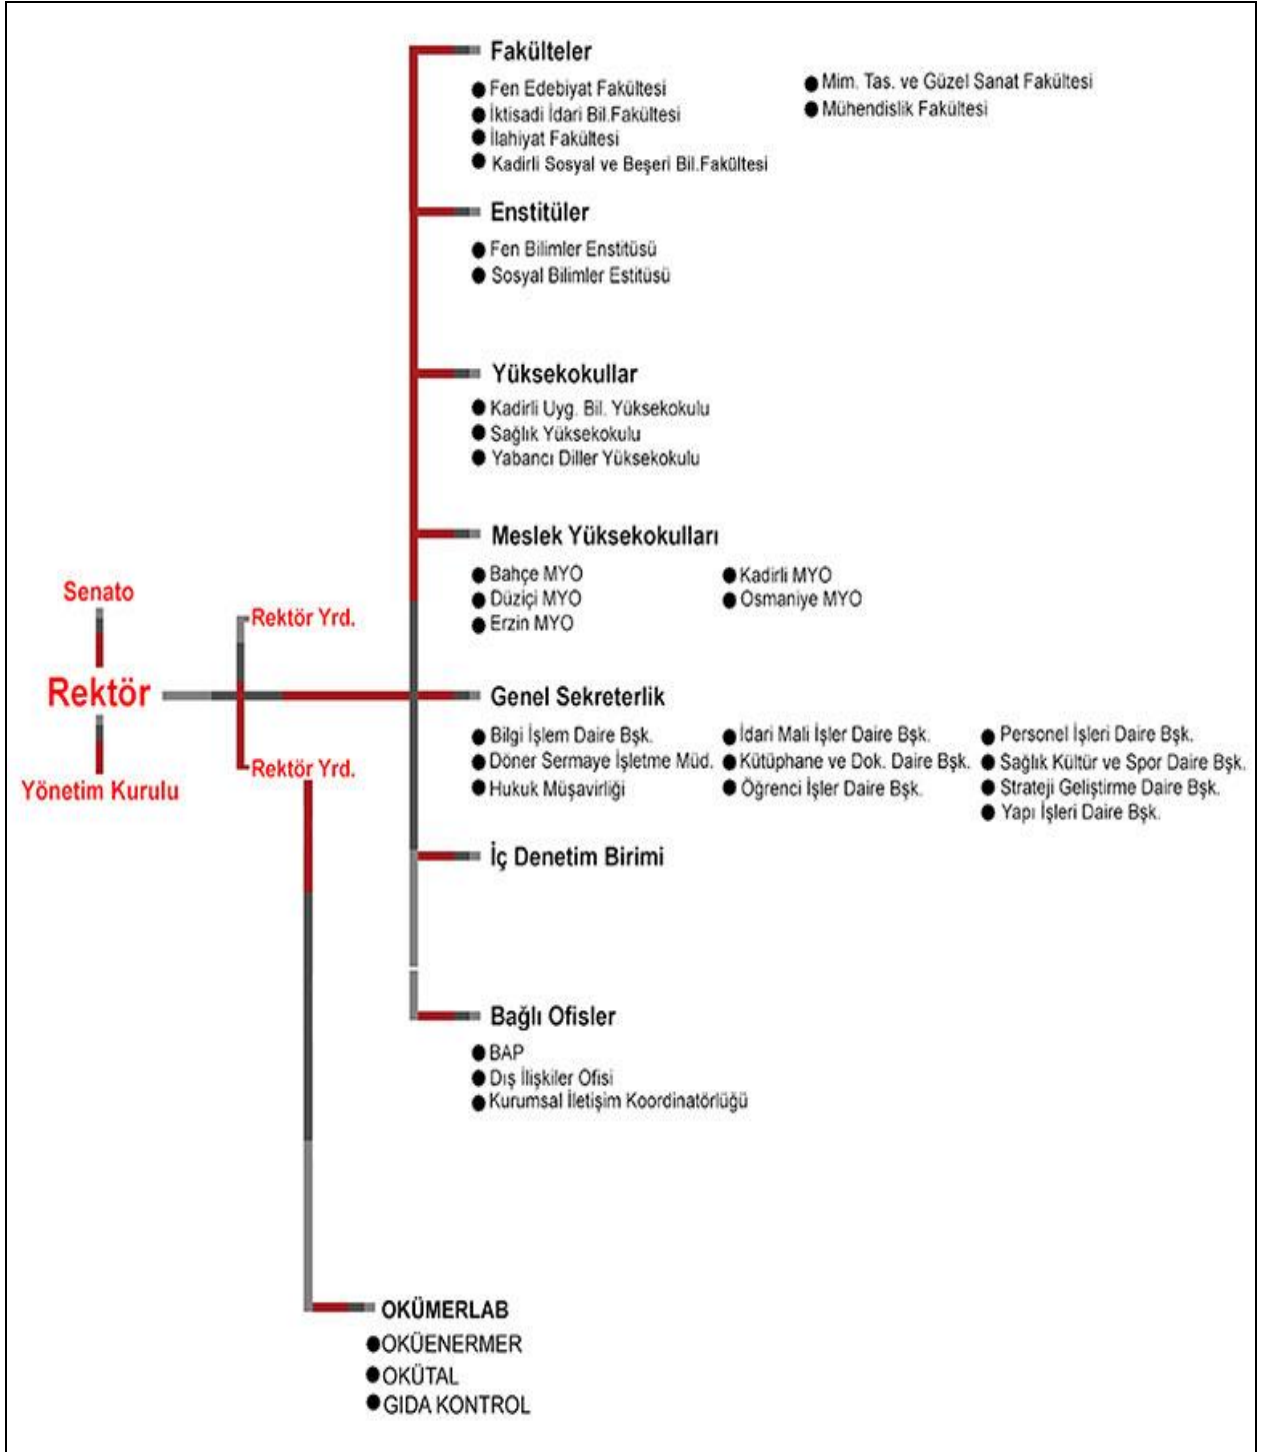 Fakülteler
Fen Edebiyat Fakültesi
İktisadi İdari Bil.Fakültesi
İlahiyat Fakültesi
Kadirli Sosyal ve Beşeri Bil.Fakültesi
Mim. Tas. ve Güzel Sanat Fakültesi
Mühendislik Fakültesi
Enstitüler
Fen Bilimler Enstitüsü
Sosyal Bilimler Estitüsü
Yüksekokullar
Kadirli Uyg. Bil. Yüksekokulu
Sağlık Yüksekokulu
Yabancı Diller Yüksekokulu
Meslek Yüksekokulları
Bahçe MYO
Düziçi MYO
Erzin MYO
Kadirli MYO
Osmaniye MYO
Senato
Rektör
Yönetim Kurulu
Rektör Yrd.
Rektör Yrd.
Genel Sekreterlik
Bilgi İşlem Daire Bşk.
Döner Sermaye İşletme Müd.
Hukuk Müşavirliği
İdari Mali İşler Daire Bşk.
Kütüphane ve Dok. Daire Bşk.
Öğrenci İşler Daire Bşk.
Personel İşleri Daire Bşk.
Sağlık Kültür ve Spor Daire Bşk.
Strateji Geliştirme Daire Bşk.
Yapı İşleri Daire Bşk.
İç Denetim Birimi
Bağlı Ofisler
BAP
Dış İlişkiler Ofisi
Kurumsal İletişim Koordinatörlüğü
OKÜMERLAB
OKÜENERMER
OKÜTAL
GIDA KONTROL